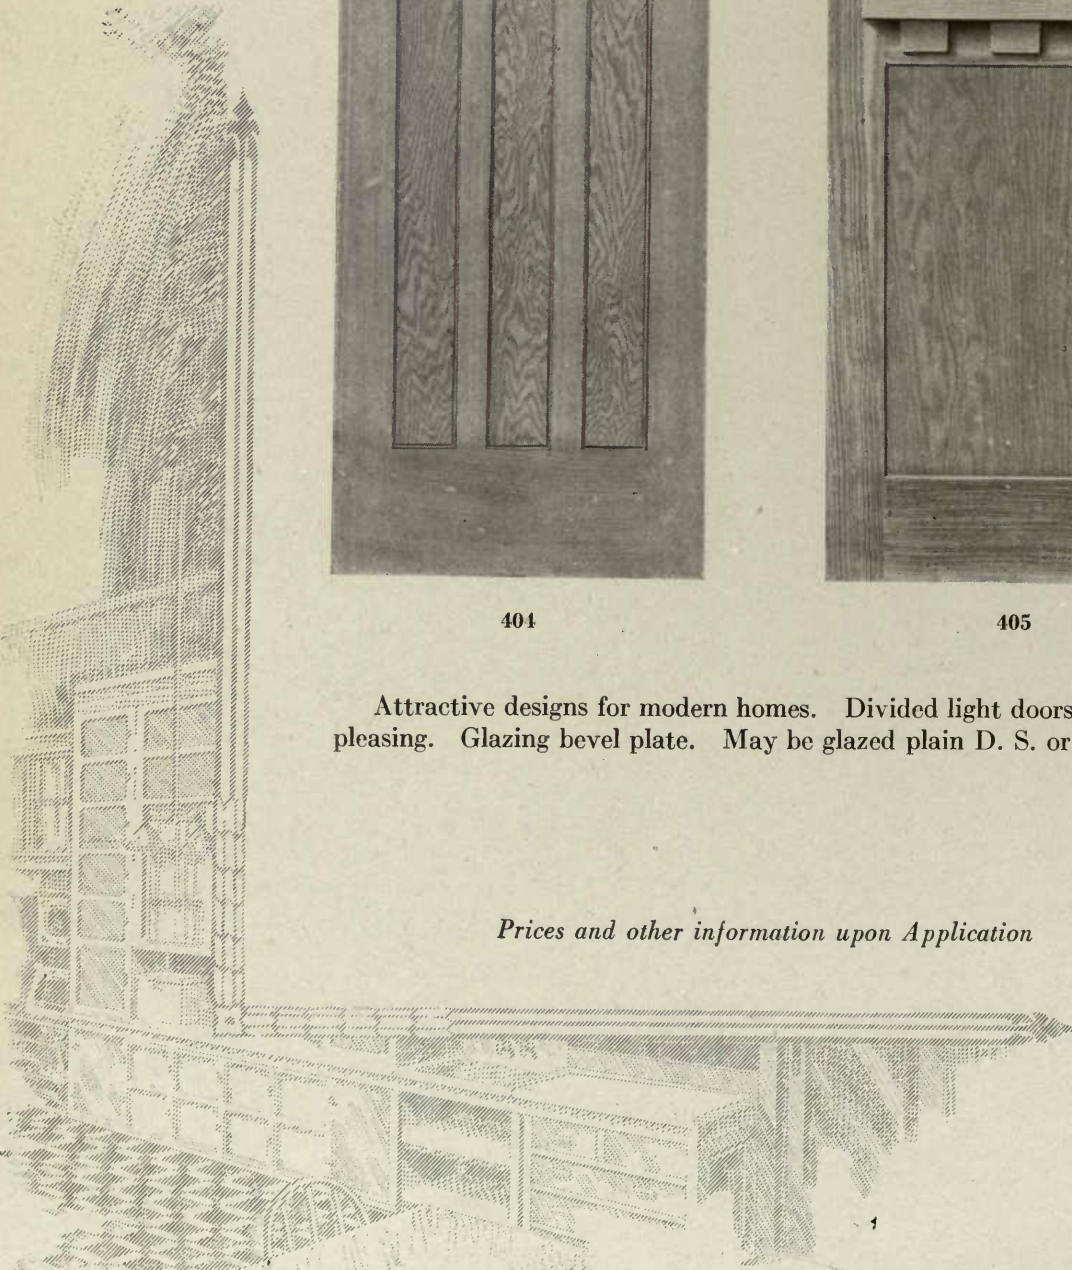 404 405
Attractive designs for modern homes. Divided light doors
pleasing. Glazing bevel plate. May be glazed plain D. S. or
Prices and other information upon Application